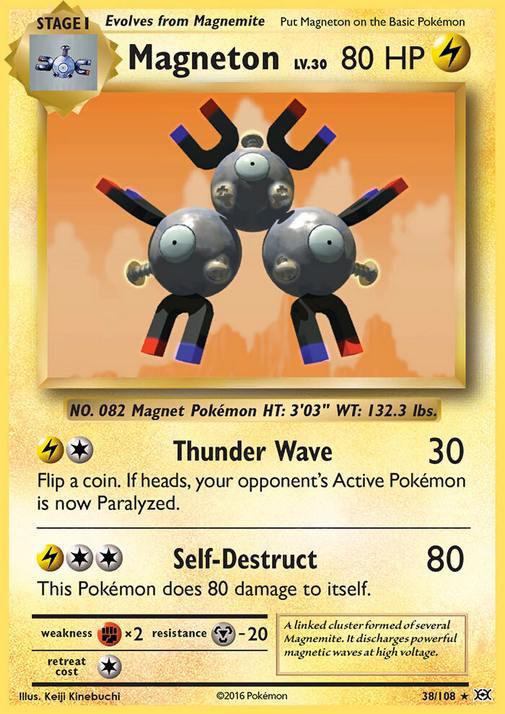 STAGE 1 Evolves from Magnemite Put Magneton on the Basic Pokémon
Magneton LV.30 80 HP
NO. 082 Magnet Pokémon HT: 3'03" WT: 132.3 lbs.
Thunder Wave 30
Flip a coin. If heads, your opponent's Active Pokémon
is now Paralyzed.
Self-Destruct 80
This Pokémon does 80 damage to itself.
weakness ×2 resistance -20
retreat
cost
A linked cluster formed of several
Magnemite. It discharges powerful
magnetic waves at high voltage.
Illus. Keiji Kinebuchi ©2016 Pokémon 38/108 ★